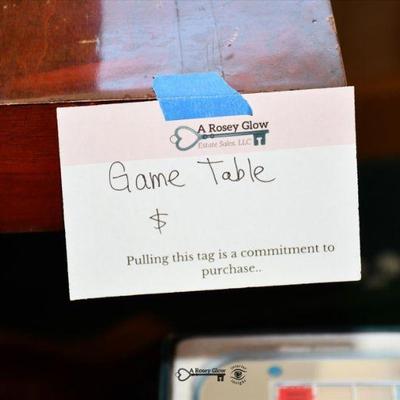 A Rosey Glow
Estate Sales, LLC
Game Table
$
Pulling this tag is a commitment to
purchase..
A Rosey Glow